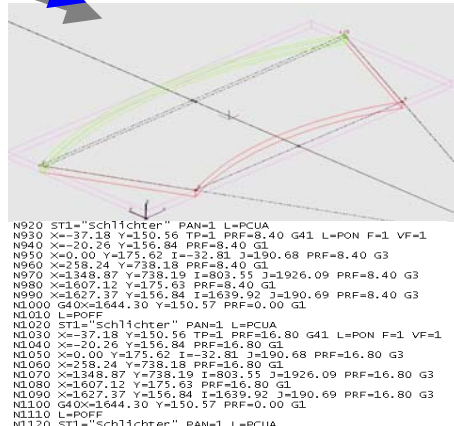 N920 ST1="Schlichter" PAN=1 L=PCUA
N930 X=-37.18 Y=150.56 TP=1 PRF=8.40 G41 L=PON F=1 VF=1
N940 X=-20.26 Y=156.84 PRF=8.40 G1
N950 X=0.00 Y=175.62 I=-32.81 J=190.68 PRF=8.40 G3
N960 X=258.24 Y=738.18 PRF=8.40 G1
N970 X=1348.87 Y=738.19 I=803.55 J=1926.09 PRF=8.40 G3
N980 X=1607.12 Y=175.63 PRF=8.40 G1
N990 X=1627.37 Y=156.84 I=1639.92 J=190.69 PRF=8.40 G3
N1000 G40X=1644.30 Y=150.57 PRF=0.00 G1
N1010 L=POFF
N1020 ST1="Schlichter" PAN=1 L=PCUA
N1030 X=-37.18 Y=150.56 TP=1 PRF=16.80 G41 L=PON F=1 VF=1
N1040 X=-20.26 Y=156.84 PRF=16.80 G1
N1050 X=0.00 Y=175.62 I=-32.81 J=190.68 PRF=16.80 G3
N1060 X=258.24 Y=738.18 PRF=16.80 G1
N1070 X=1348.87 Y=738.19 I=803.55 J=1926.09 PRF=16.80 G3
N1080 X=1607.12 Y=175.63 PRF=16.80 G1
N1090 X=1627.37 Y=156.84 I=1639.92 J=190.69 PRF=16.80 G3
N1100 G40X=1644.30 Y=150.57 PRF=0.00 G1
N1110 L=POFF
N1120 ST1="Schlichter" PAN=1 L=PCUA